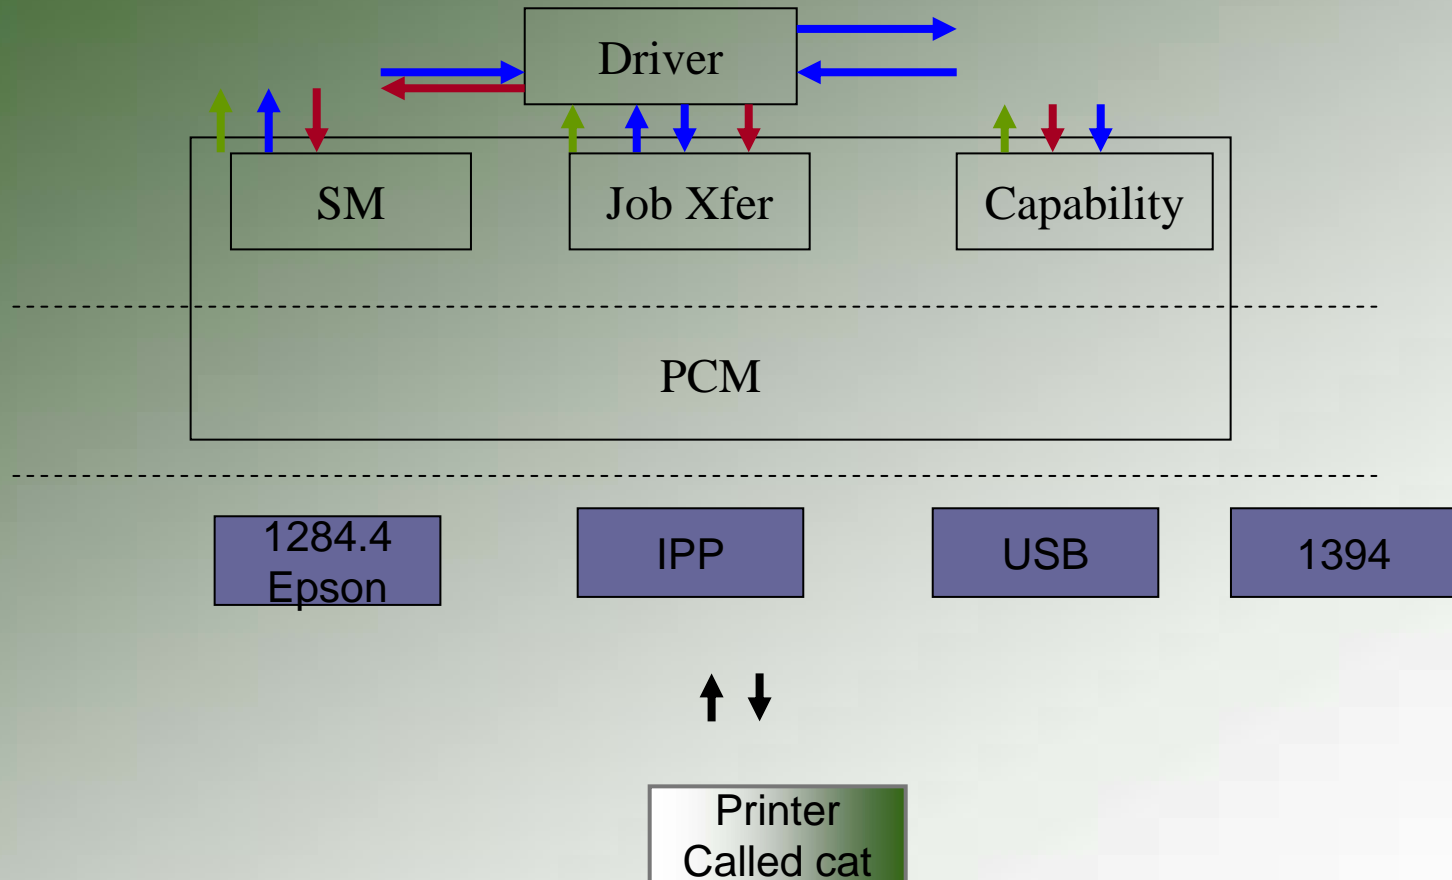 Driver
SM
Job Xfer
Capability
PCM
1284.4
Epson
IPP
USB
1394
Printer
Called cat